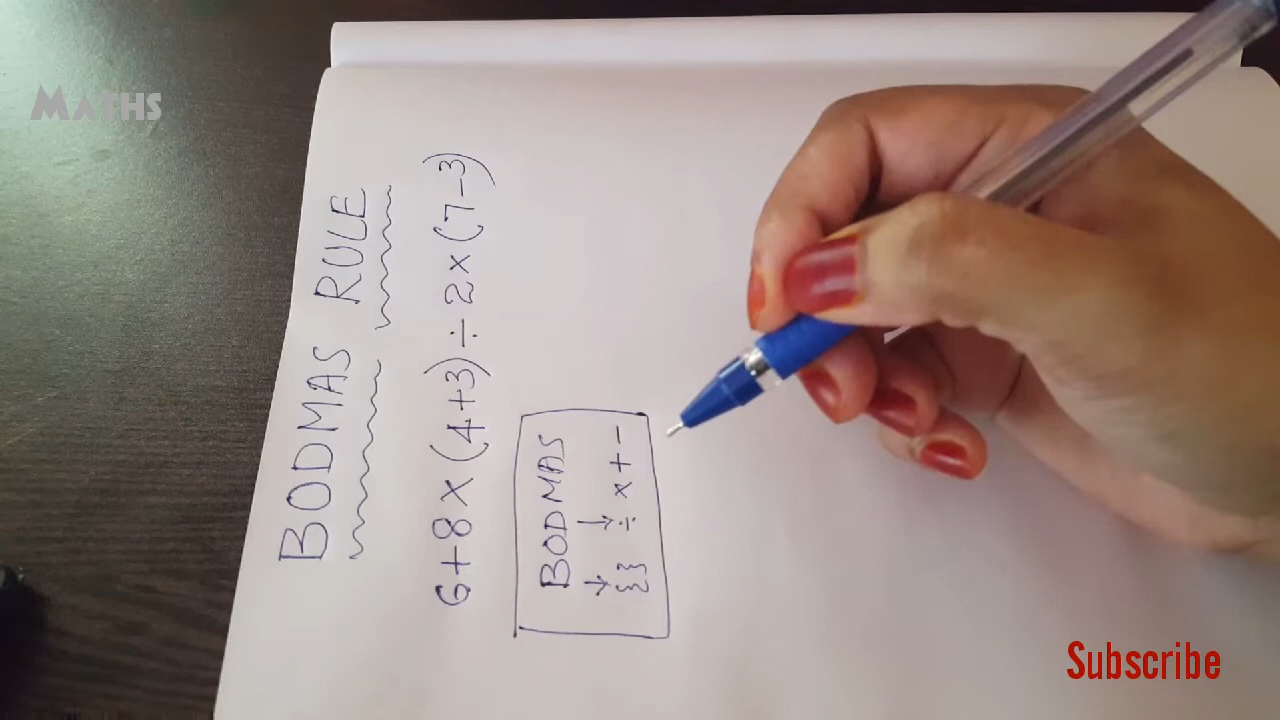 MATHS
BODMAS RULE
6+8×(4+3)÷2×(7-3)
BODMAS
↓ ↓
{} ÷ × + -
Subscribe